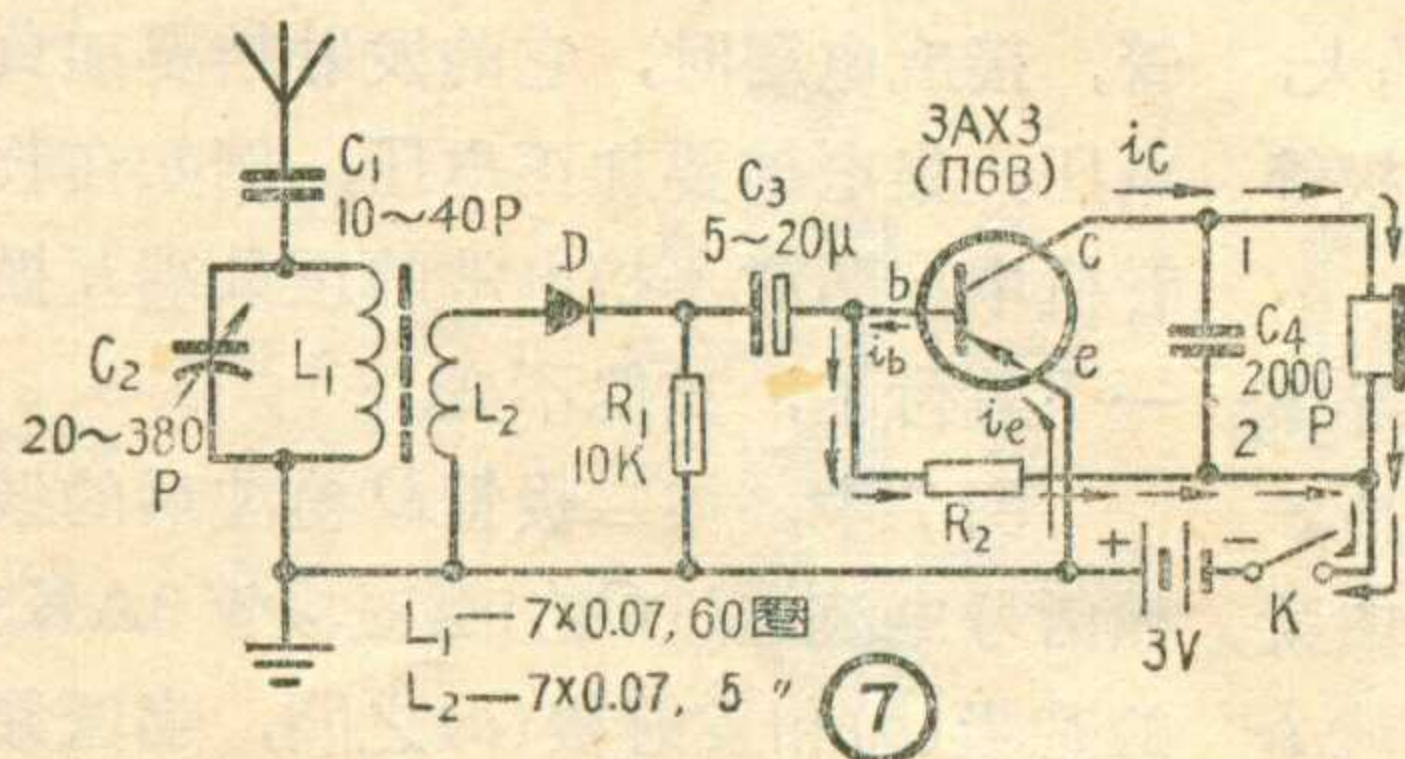 C1
10~40P
C2
20~380
P
L1
L2
D
R1
10K
C3
5~20μ
3AX3
(П6В)
b
c
e
ib
ic
ie
R2
1
2
C4
2000
P
+
-
3V
K
L1—7×0.07, 60圈
L2—7×0.07, 5 〃
7